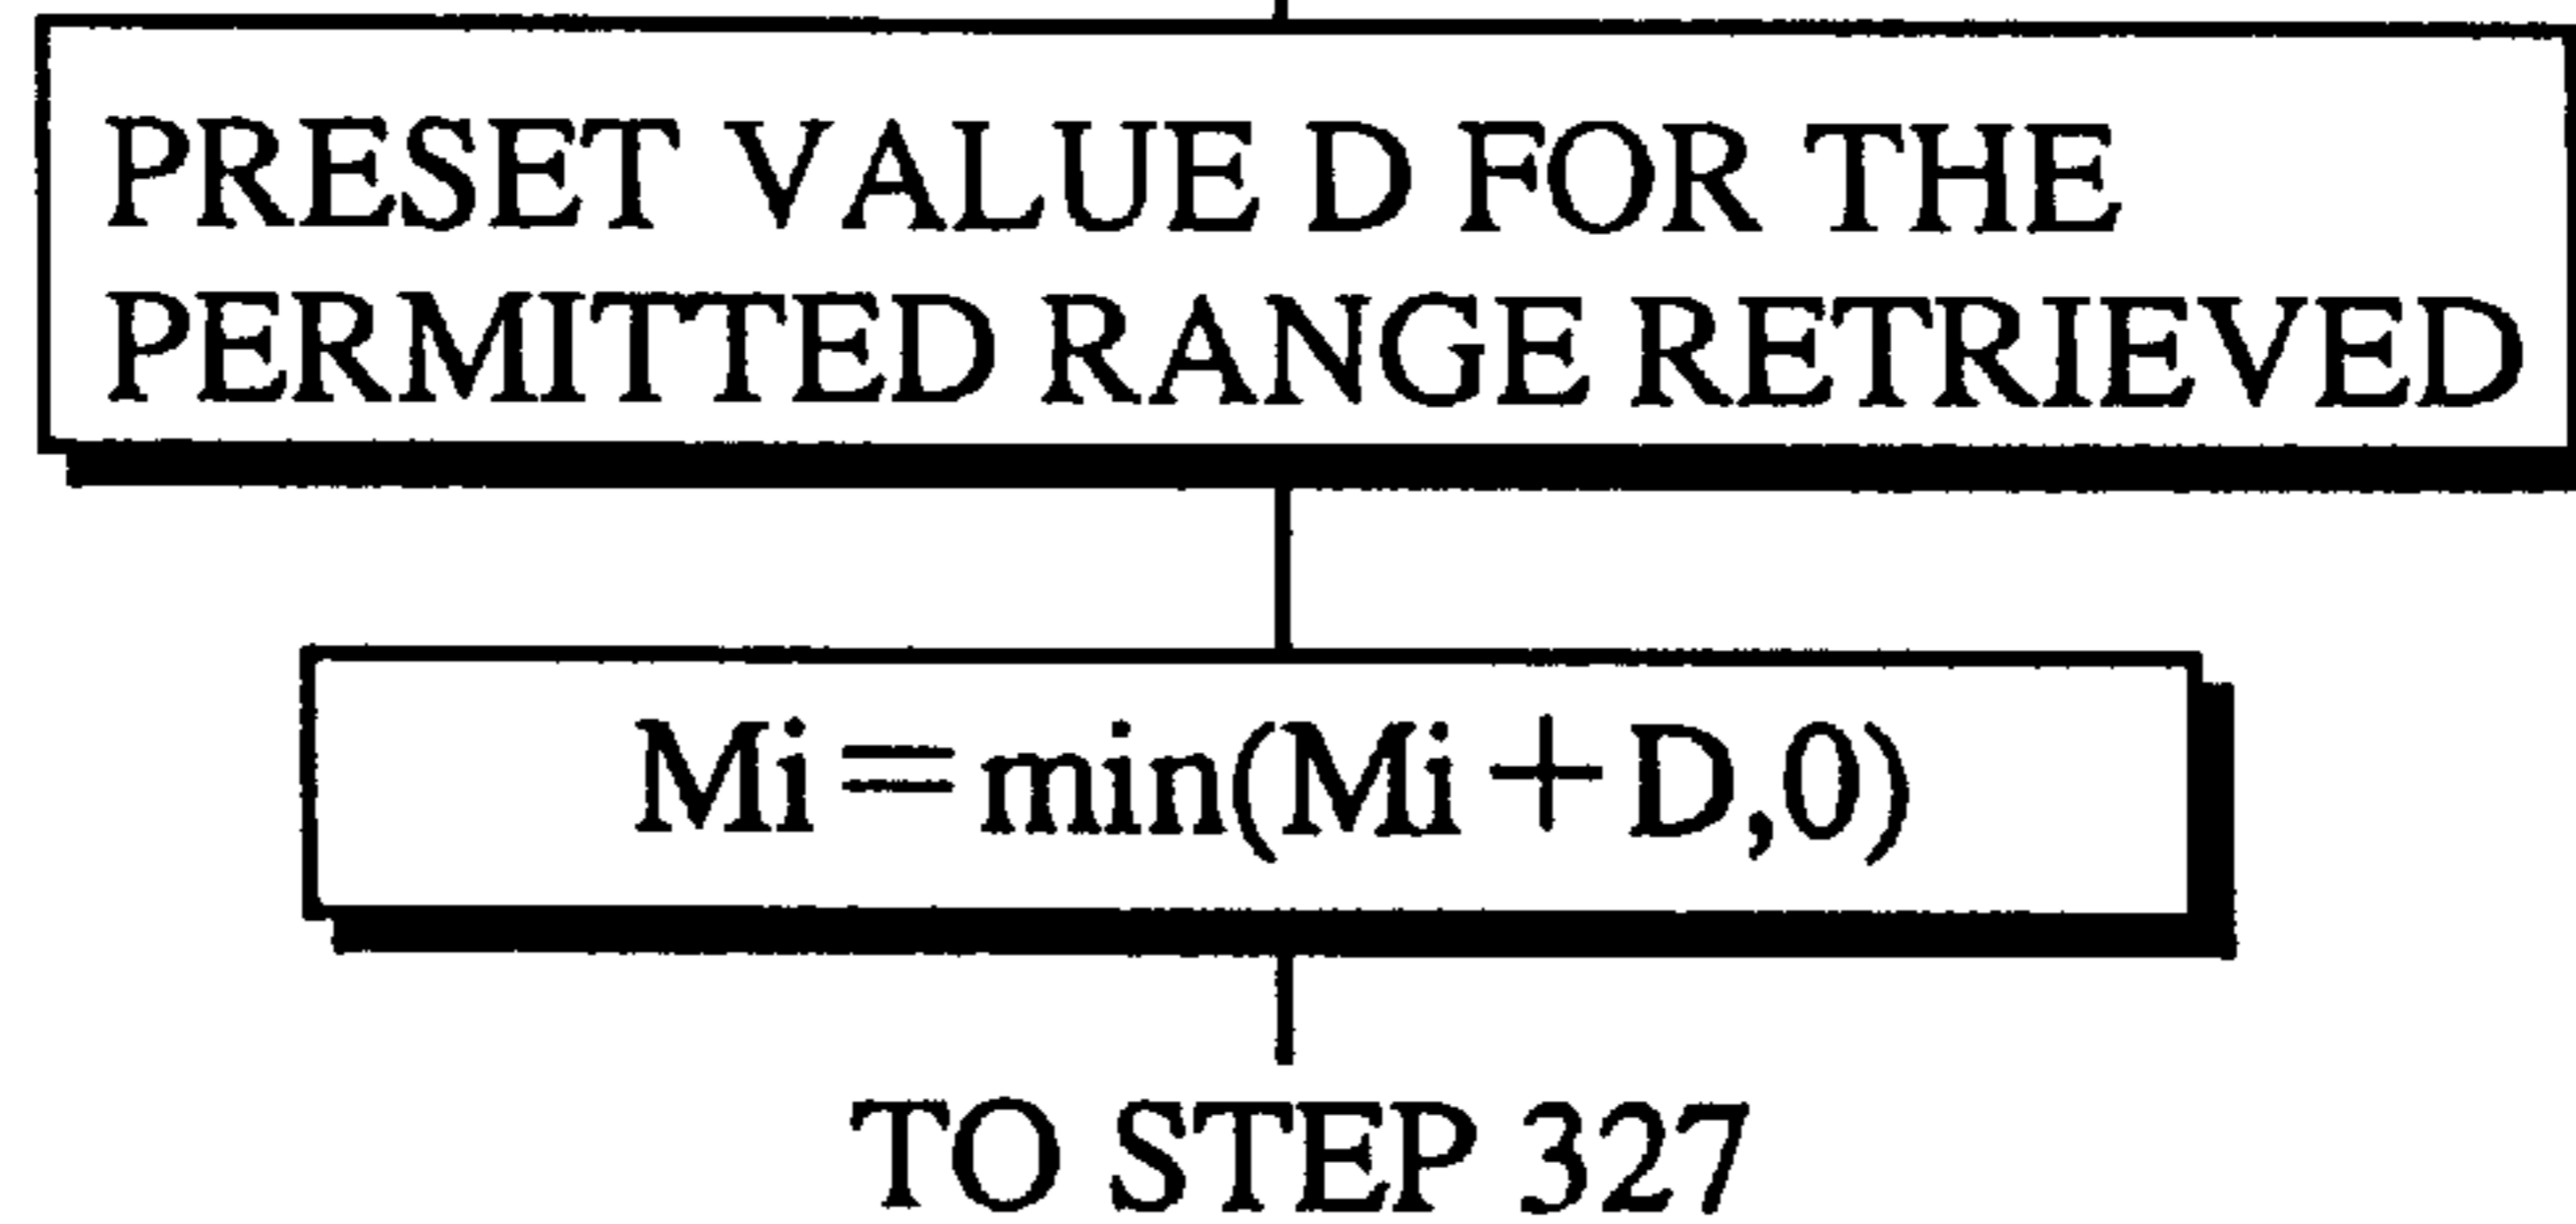 PRESET VALUE D FOR THE
PERMITTED RANGE RETRIEVED
Mi=min(Mi+D,0)
TO STEP 327